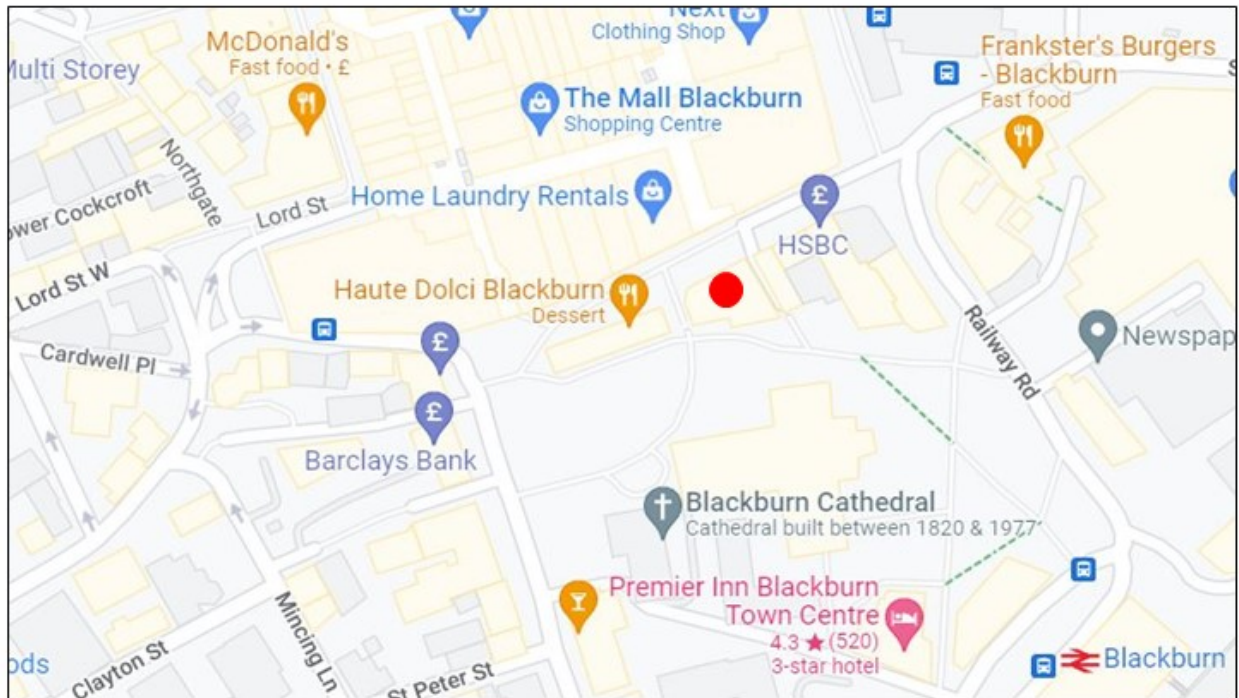 Next
Clothing Shop
McDonald's
Fast food • £
Multi Storey
Frankster's Burgers
- Blackburn
Fast food
The Mall Blackburn
Shopping Centre
Northgate
ower Cockcroft
Lord St
Home Laundry Rentals
£
HSBC
Lord St W
Haute Dolci Blackburn
Dessert
Railway Rd
Newspap
£
Cardwell Pl
£
Barclays Bank
Blackburn Cathedral
Cathedral built between 1820 & 1977
Premier Inn Blackburn
Town Centre
4.3 ★ (520)
3-star hotel
Mincing Ln
Clayton St
St Peter St
ods
Blackburn